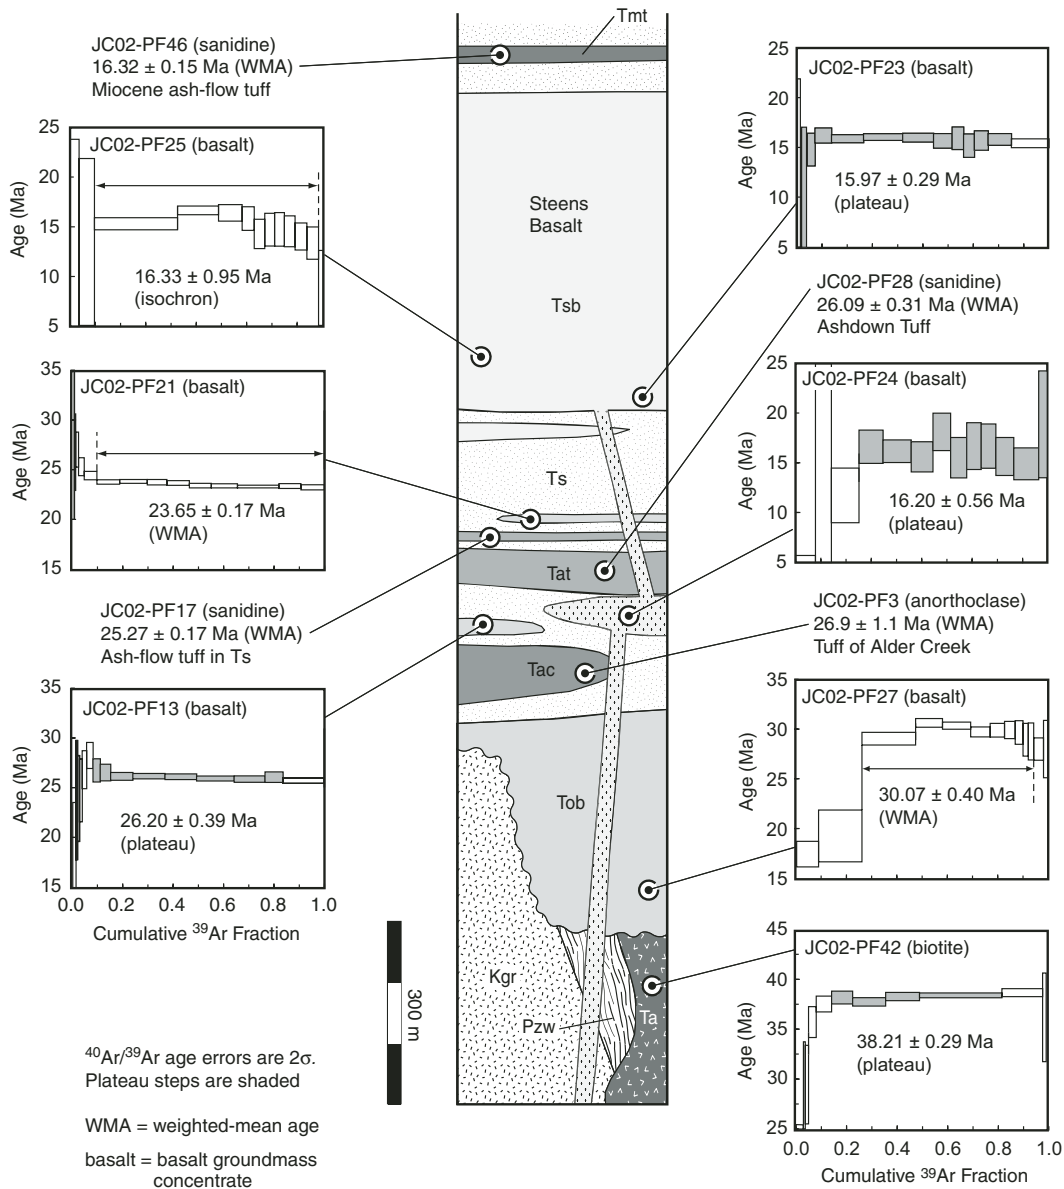 Tmt
JC02-PF46 (sanidine)
16.32 ± 0.15 Ma (WMA)
Miocene ash-flow tuff
25
20
15
10
5
Age (Ma)
JC02-PF25 (basalt)
16.33 ± 0.95 Ma
(isochron)
35
30
25
20
15
Age (Ma)
JC02-PF21 (basalt)
23.65 ± 0.17 Ma
(WMA)
JC02-PF17 (sanidine)
25.27 ± 0.17 Ma (WMA)
Ash-flow tuff in Ts
35
30
25
20
15
Age (Ma)
JC02-PF13 (basalt)
26.20 ± 0.39 Ma
(plateau)
0.0 0.2 0.4 0.6 0.8 1.0
Cumulative ³⁹Ar Fraction
⁴⁰Ar/³⁹Ar age errors are 2σ.
Plateau steps are shaded
WMA = weighted-mean age
basalt = basalt groundmass
concentrate
300 m
Steens
Basalt
Tsb
Ts
Tat
Tac
Tob
Kgr
Pzw
Ta
25
20
15
10
5
Age (Ma)
JC02-PF23 (basalt)
15.97 ± 0.29 Ma
(plateau)
JC02-PF28 (sanidine)
26.09 ± 0.31 Ma (WMA)
Ashdown Tuff
25
20
15
10
5
Age (Ma)
JC02-PF24 (basalt)
16.20 ± 0.56 Ma
(plateau)
JC02-PF3 (anorthoclase)
26.9 ± 1.1 Ma (WMA)
Tuff of Alder Creek
35
30
25
20
15
Age (Ma)
JC02-PF27 (basalt)
30.07 ± 0.40 Ma
(WMA)
45
40
35
30
25
Age (Ma)
JC02-PF42 (biotite)
38.21 ± 0.29 Ma
(plateau)
0.0 0.2 0.4 0.6 0.8 1.0
Cumulative ³⁹Ar Fraction